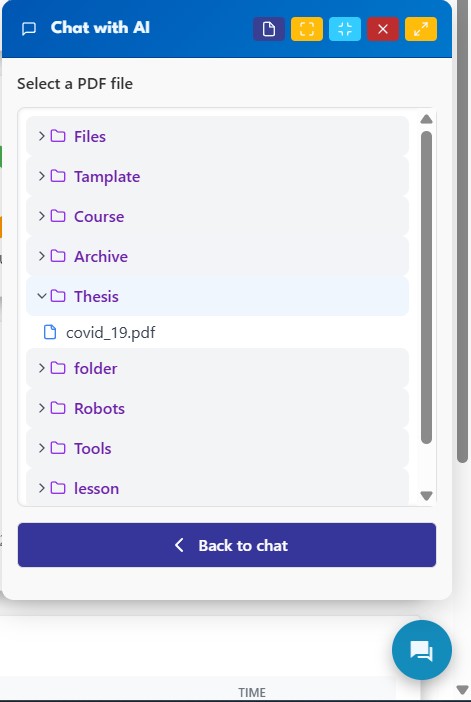 Chat with AI
Select a PDF file
Files
Tamplate
Course
Archive
Thesis
covid_19.pdf
folder
Robots
Tools
lesson
Back to chat
TIME